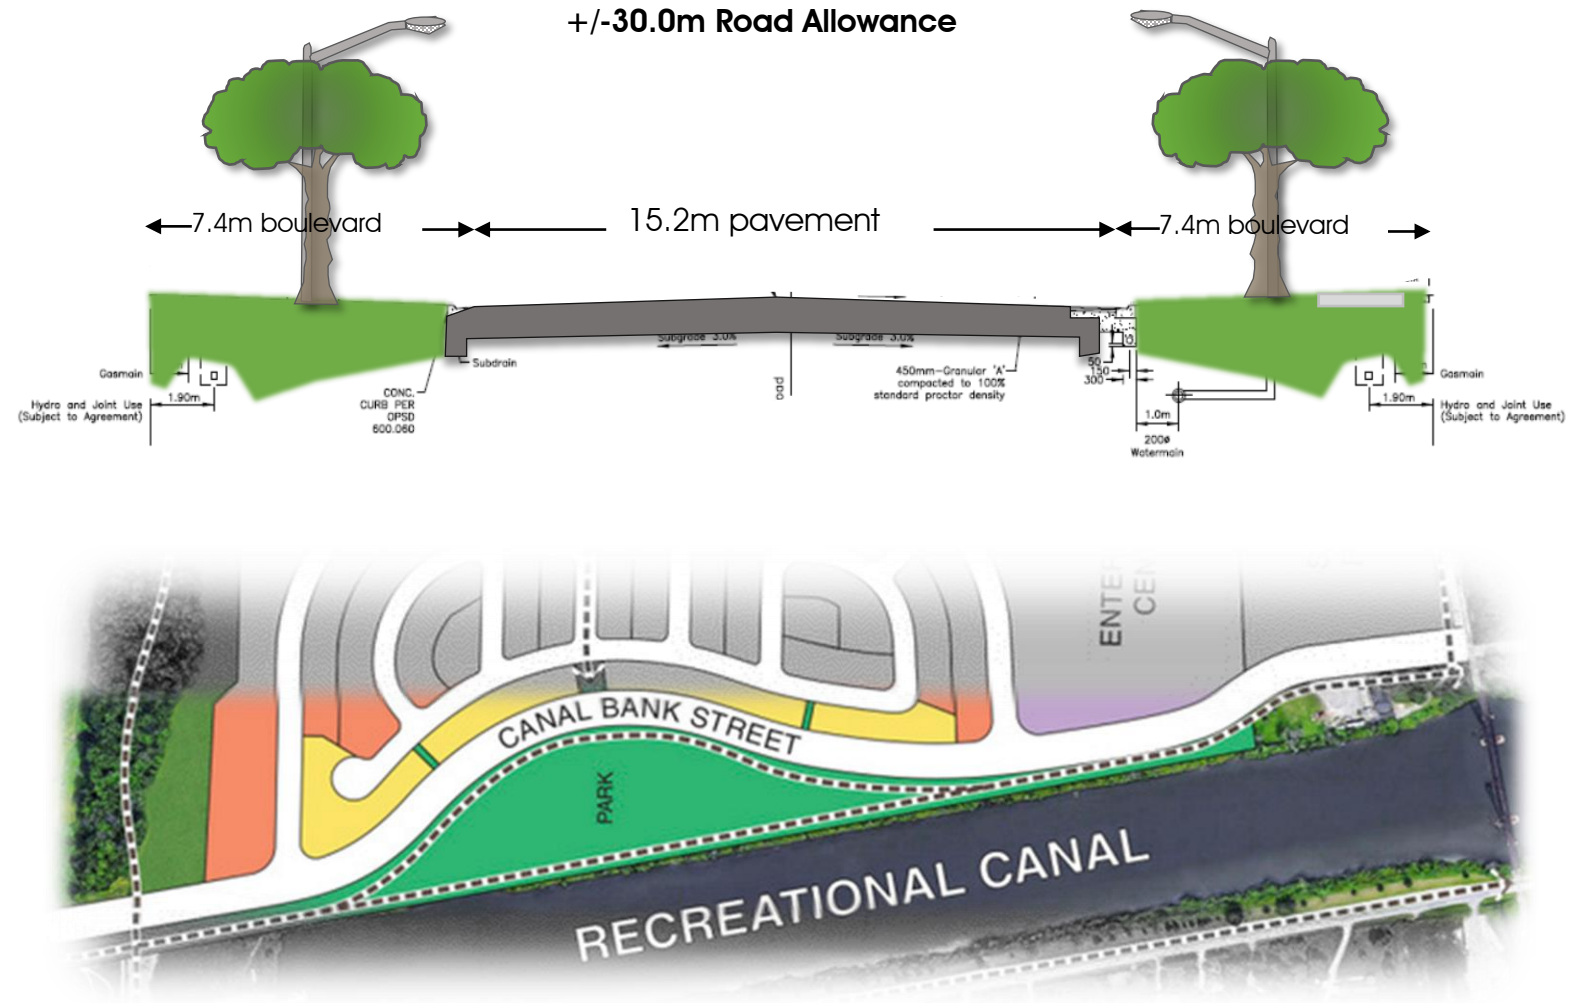 +/-30.0m Road Allowance
7.4m boulevard
15.2m pavement
7.4m boulevard
Subgrade 3.0%
Subgrade 3.0%
Gasmain
1.90m
Hydro and Joint Use
(Subject to Agreement)
Subdrain
CONC.
CURB PER
OPSD
600.060
450mm-Granular 'A'
compacted to 100%
standard proctor density
50
150
300
1.0m
200ø
Watermain
Gasmain
1.90m
Hydro and Joint Use
(Subject to Agreement)
CANAL BANK STREET
PARK
RECREATIONAL CANAL